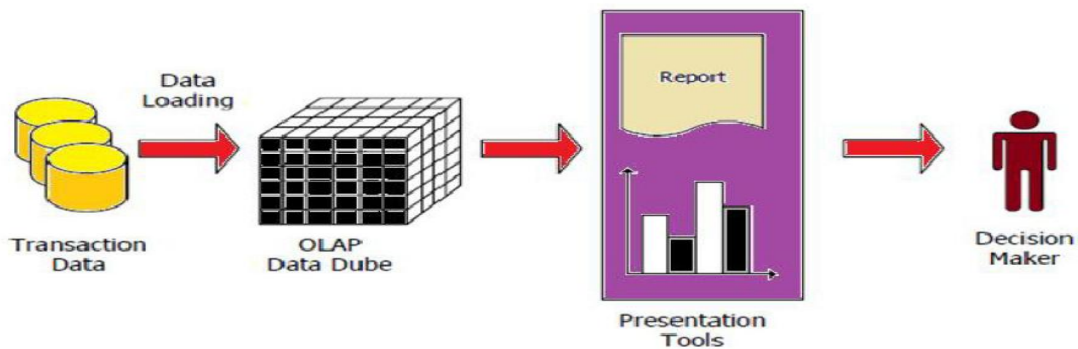 Data
Loading
Report
Transaction
Data
OLAP
Data Dube
Presentation
Tools
Decision
Maker